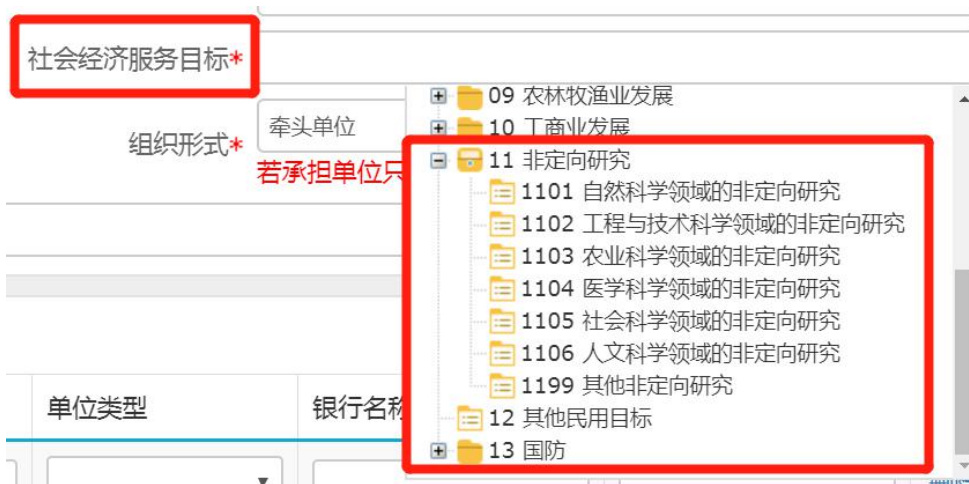 社会经济服务目标*
09 农林牧渔业发展
组织形式*
牵头单位
10 工商业发展
若承担单位只
11 非定向研究
1101 自然科学领域的非定向研究
1102 工程与技术科学领域的非定向研究
1103 农业科学领域的非定向研究
1104 医学科学领域的非定向研究
1105 社会科学领域的非定向研究
1106 人文科学领域的非定向研究
1199 其他非定向研究
单位类型
银行名称
12 其他民用目标
13 国防